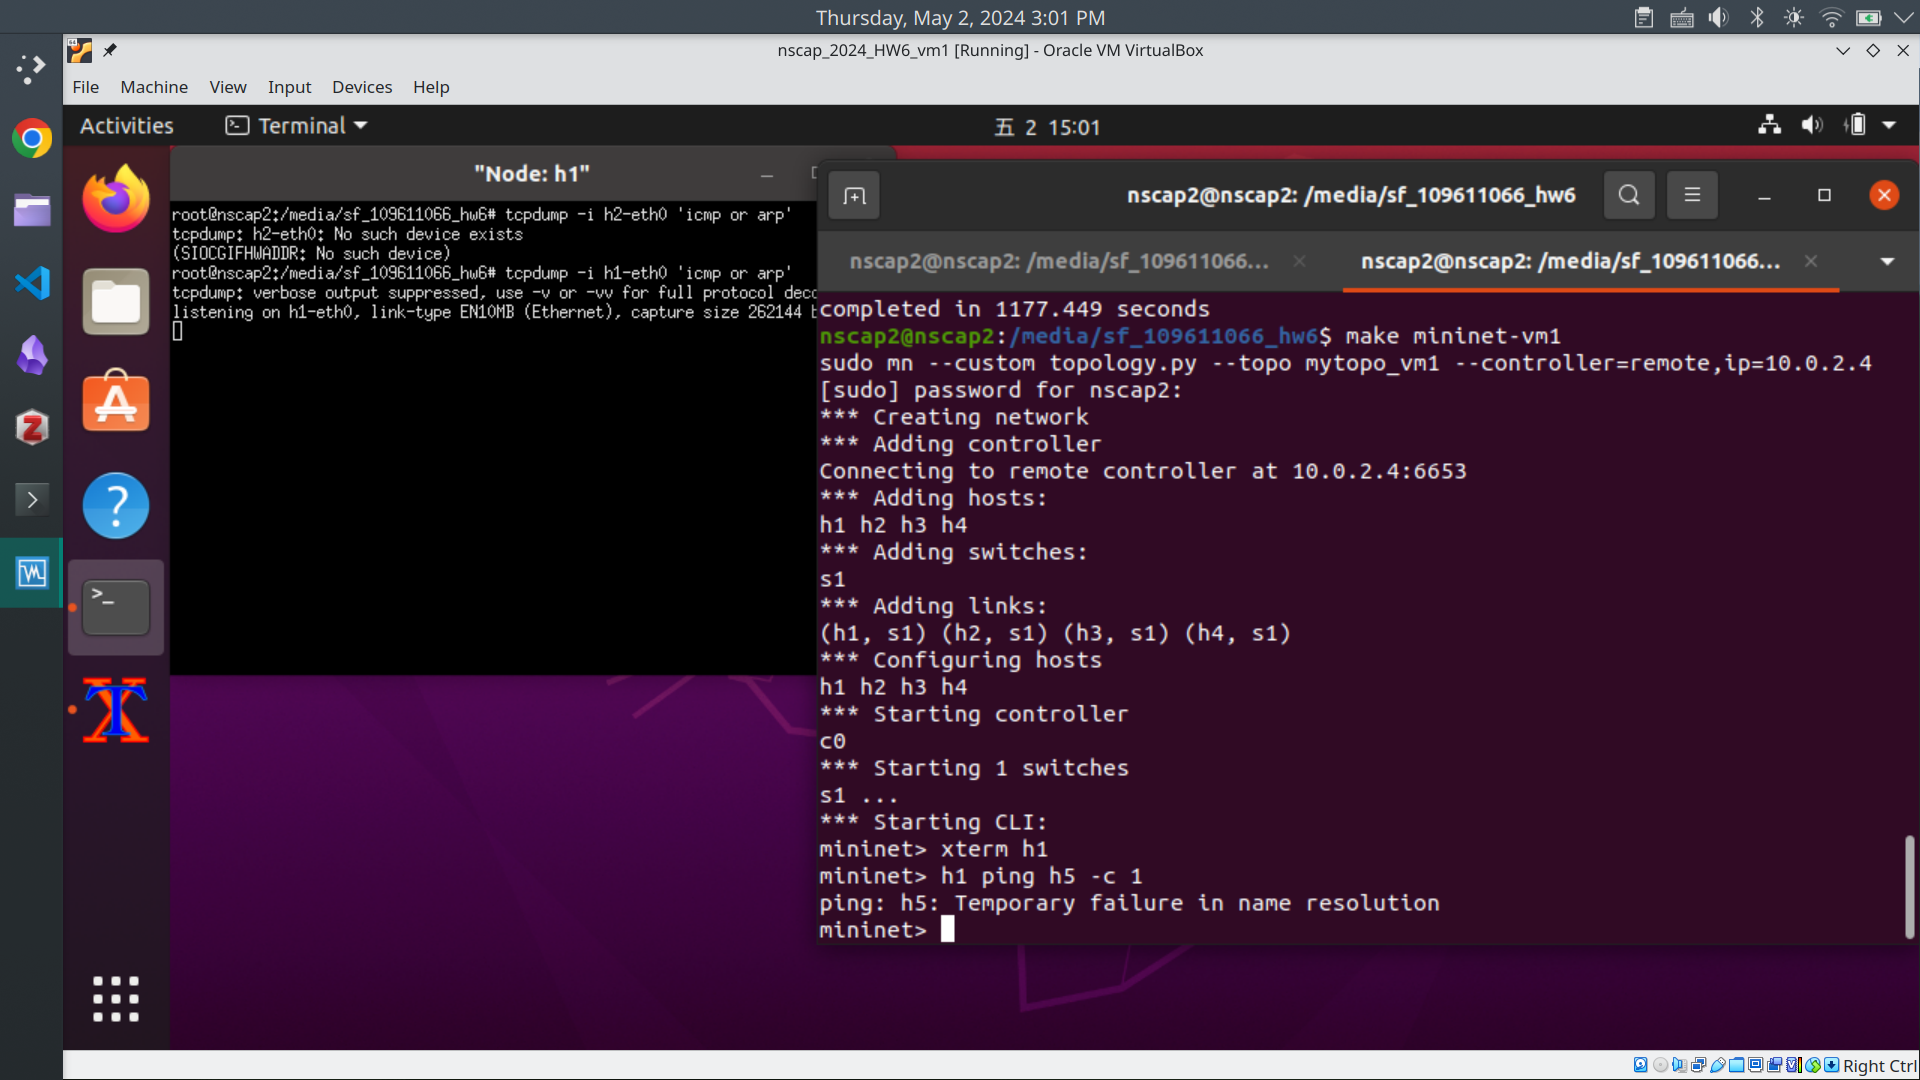 Thursday, May 2, 2024 3:01 PM
nscap_2024_HW6_vm1 [Running] - Oracle VM VirtualBox
File Machine View Input Devices Help
Activities Terminal 五 2 15:01
"Node: h1"
root@nscap2:/media/sf_109611066_hw6# tcpdump -i h2-eth0 'icmp or arp'
tcpdump: h2-eth0: No such device exists
(SIOCGIFHWADDR: No such device)
root@nscap2:/media/sf_109611066_hw6# tcpdump -i h1-eth0 'icmp or arp'
tcpdump: verbose output suppressed, use -v or -vv for full protocol deco
listening on h1-eth0, link-type EN10MB (Ethernet), capture size 262144 b
nscap2@nscap2: /media/sf_109611066_hw6
nscap2@nscap2: /media/sf_109611066...
nscap2@nscap2: /media/sf_109611066...
completed in 1177.449 seconds
nscap2@nscap2:/media/sf_109611066_hw6$ make mininet-vm1
sudo mn --custom topology.py --topo mytopo_vm1 --controller=remote,ip=10.0.2.4
[sudo] password for nscap2:
*** Creating network
*** Adding controller
Connecting to remote controller at 10.0.2.4:6653
*** Adding hosts:
h1 h2 h3 h4
*** Adding switches:
s1
*** Adding links:
(h1, s1) (h2, s1) (h3, s1) (h4, s1)
*** Configuring hosts
h1 h2 h3 h4
*** Starting controller
c0
*** Starting 1 switches
s1 ...
*** Starting CLI:
mininet> xterm h1
mininet> h1 ping h5 -c 1
ping: h5: Temporary failure in name resolution
mininet>
Right Ctrl